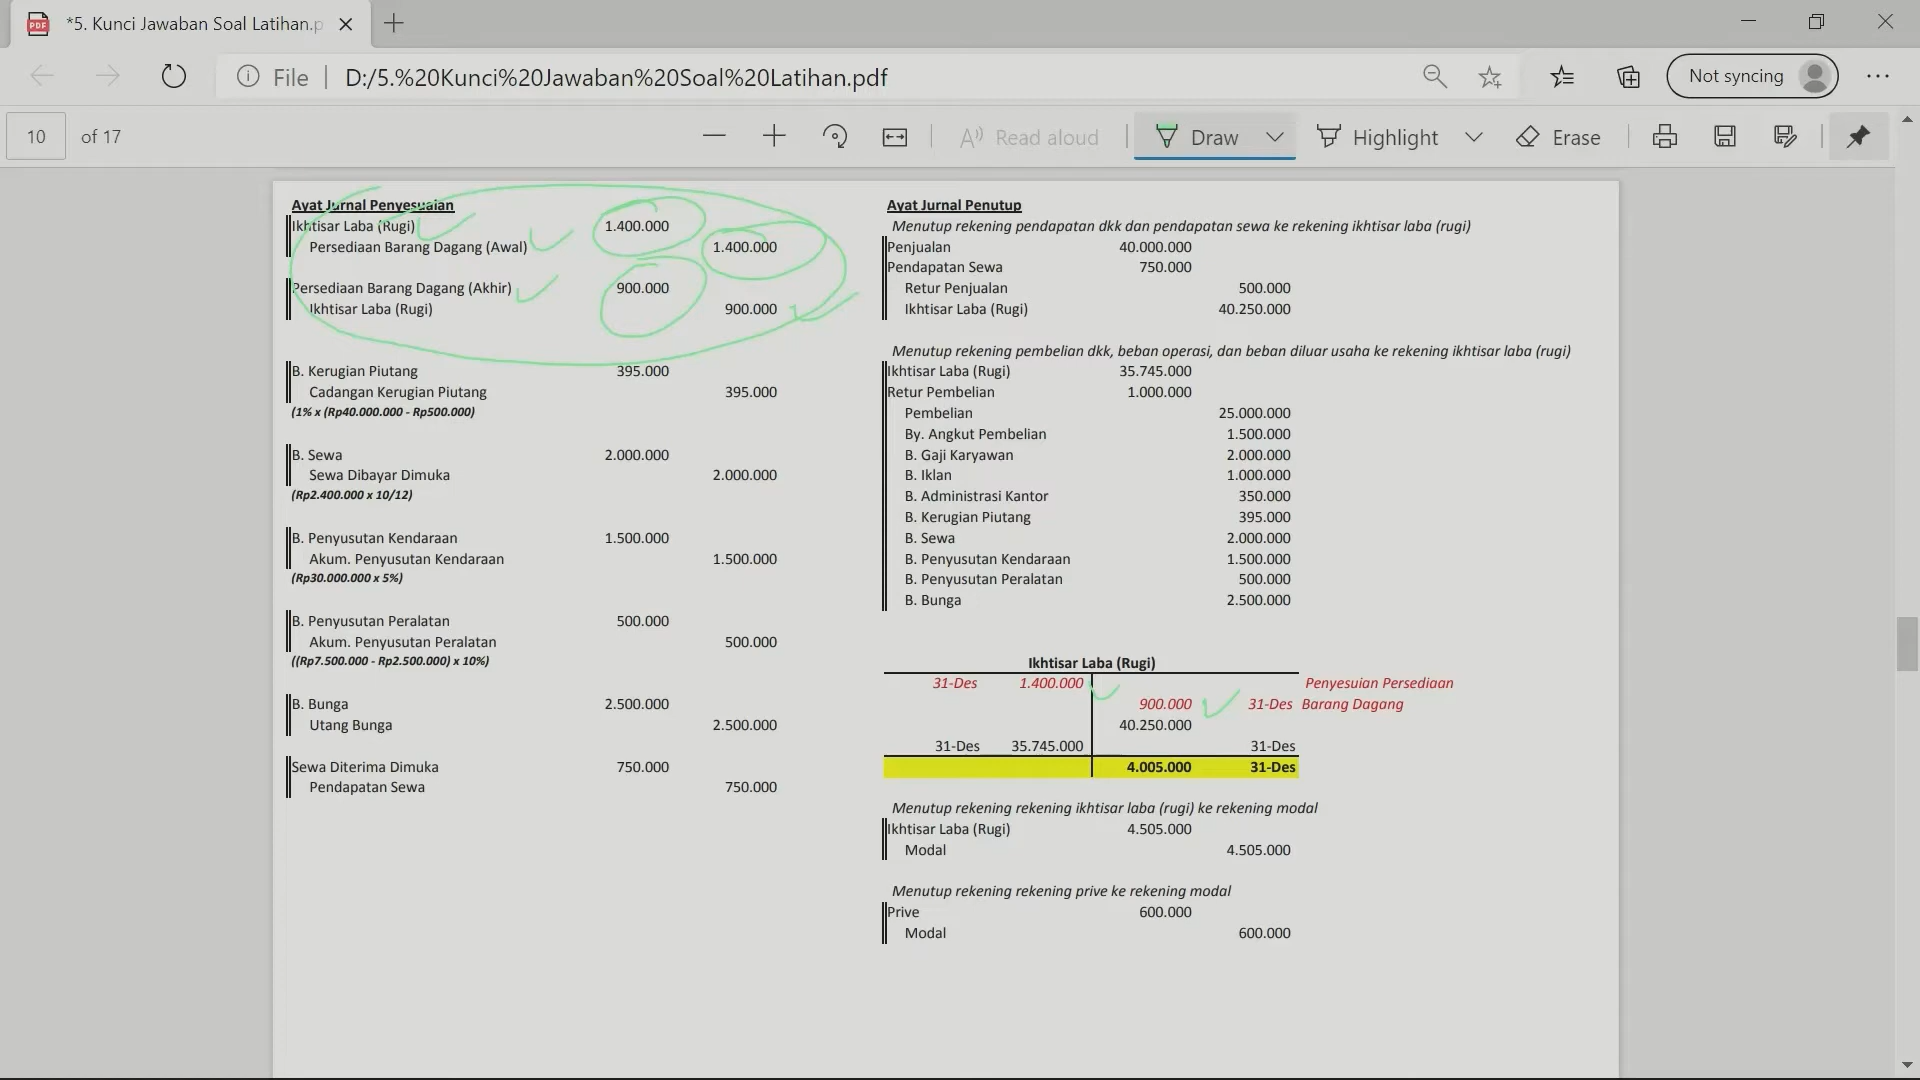 *5. Kunci Jawaban Soal Latihan.p
File | D:/5.%20Kunci%20Jawaban%20Soal%20Latihan.pdf
Not syncing
10 of 17
Read aloud
Draw
Highlight
Erase
Ayat Jurnal Penyesuaian
Ikhtisar Laba (Rugi) 1.400.000
Persediaan Barang Dagang (Awal) 1.400.000
Persediaan Barang Dagang (Akhir) 900.000
Ikhtisar Laba (Rugi) 900.000
B. Kerugian Piutang 395.000
Cadangan Kerugian Piutang 395.000
(1% x (Rp40.000.000 - Rp500.000)
B. Sewa 2.000.000
Sewa Dibayar Dimuka 2.000.000
(Rp2.400.000 x 10/12)
B. Penyusutan Kendaraan 1.500.000
Akum. Penyusutan Kendaraan 1.500.000
(Rp30.000.000 x 5%)
B. Penyusutan Peralatan 500.000
Akum. Penyusutan Peralatan 500.000
((Rp7.500.000 - Rp2.500.000) x 10%)
B. Bunga 2.500.000
Utang Bunga 2.500.000
Sewa Diterima Dimuka 750.000
Pendapatan Sewa 750.000
Ayat Jurnal Penutup
Menutup rekening pendapatan dkk dan pendapatan sewa ke rekening ikhtisar laba (rugi)
Penjualan 40.000.000
Pendapatan Sewa 750.000
Retur Penjualan 500.000
Ikhtisar Laba (Rugi) 40.250.000
Menutup rekening pembelian dkk, beban operasi, dan beban diluar usaha ke rekening ikhtisar laba (rugi)
Ikhtisar Laba (Rugi) 35.745.000
Retur Pembelian 1.000.000
Pembelian 25.000.000
By. Angkut Pembelian 1.500.000
B. Gaji Karyawan 2.000.000
B. Iklan 1.000.000
B. Administrasi Kantor 350.000
B. Kerugian Piutang 395.000
B. Sewa 2.000.000
B. Penyusutan Kendaraan 1.500.000
B. Penyusutan Peralatan 500.000
B. Bunga 2.500.000
Ikhtisar Laba (Rugi)
31-Des 1.400.000 Penyesuian Persediaan
900.000 31-Des Barang Dagang
40.250.000
31-Des 35.745.000 31-Des
4.005.000 31-Des
Menutup rekening rekening ikhtisar laba (rugi) ke rekening modal
Ikhtisar Laba (Rugi) 4.505.000
Modal 4.505.000
Menutup rekening rekening prive ke rekening modal
Prive 600.000
Modal 600.000